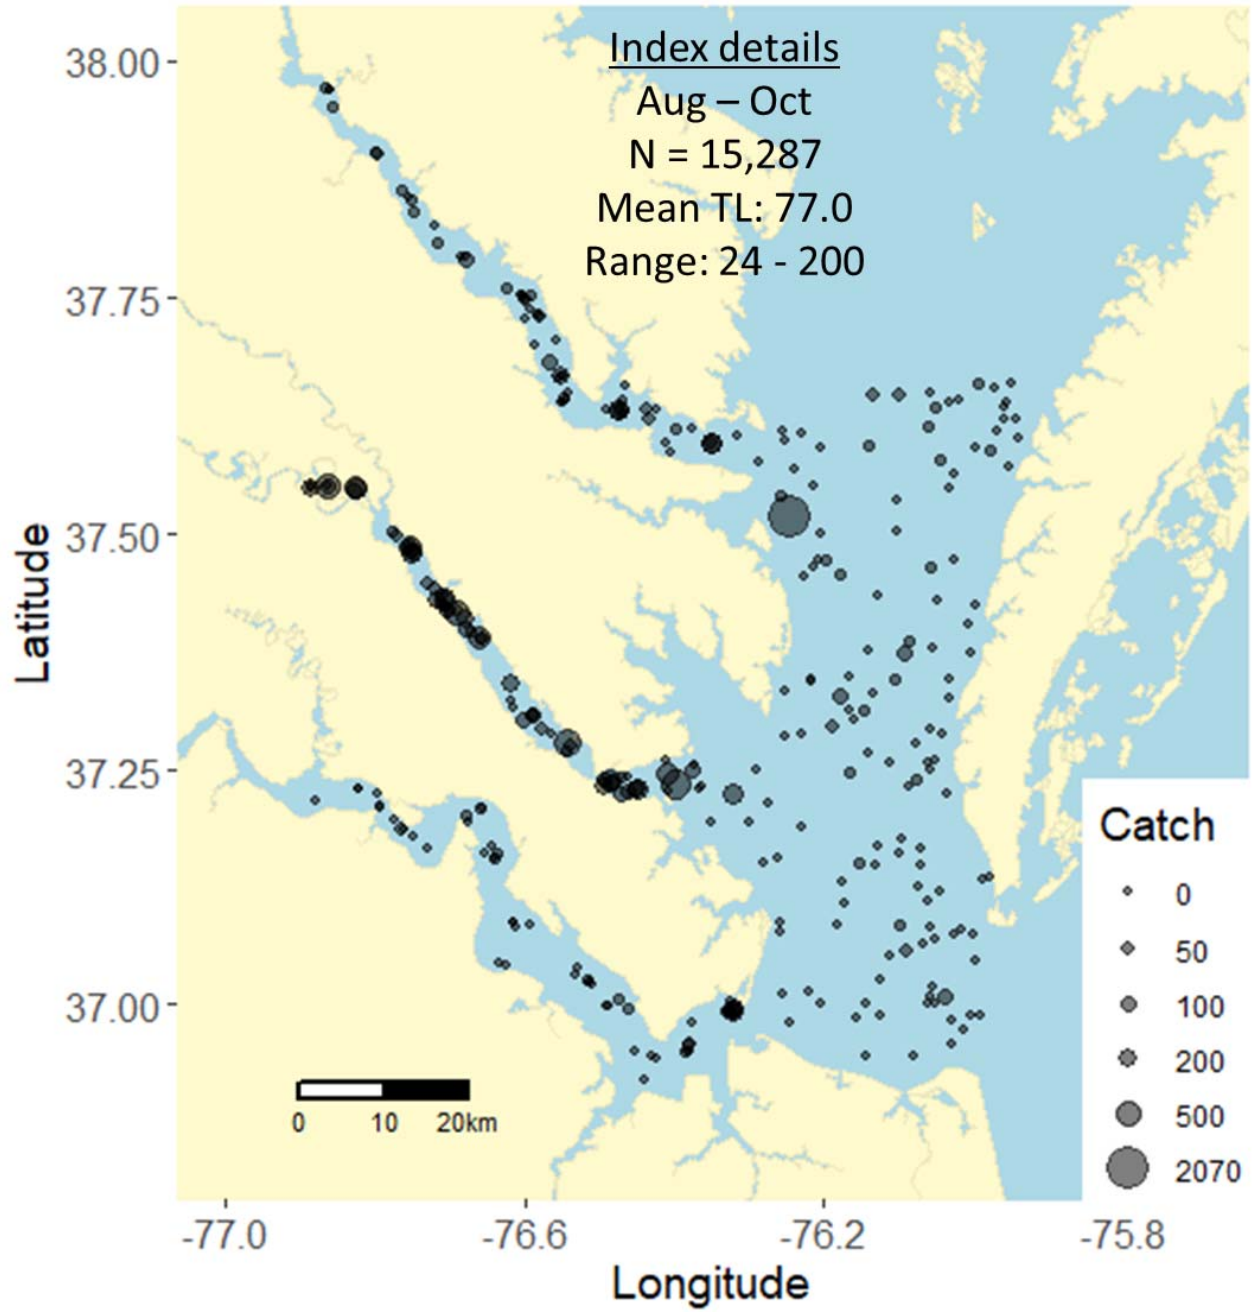 Index details
Aug – Oct
N = 15,287
Mean TL: 77.0
Range: 24 - 200
38.00
37.75
37.50
37.25
37.00
Latitude
Catch
0
50
100
200
500
2070
0 10 20km
-77.0 -76.6 -76.2 -75.8
Longitude